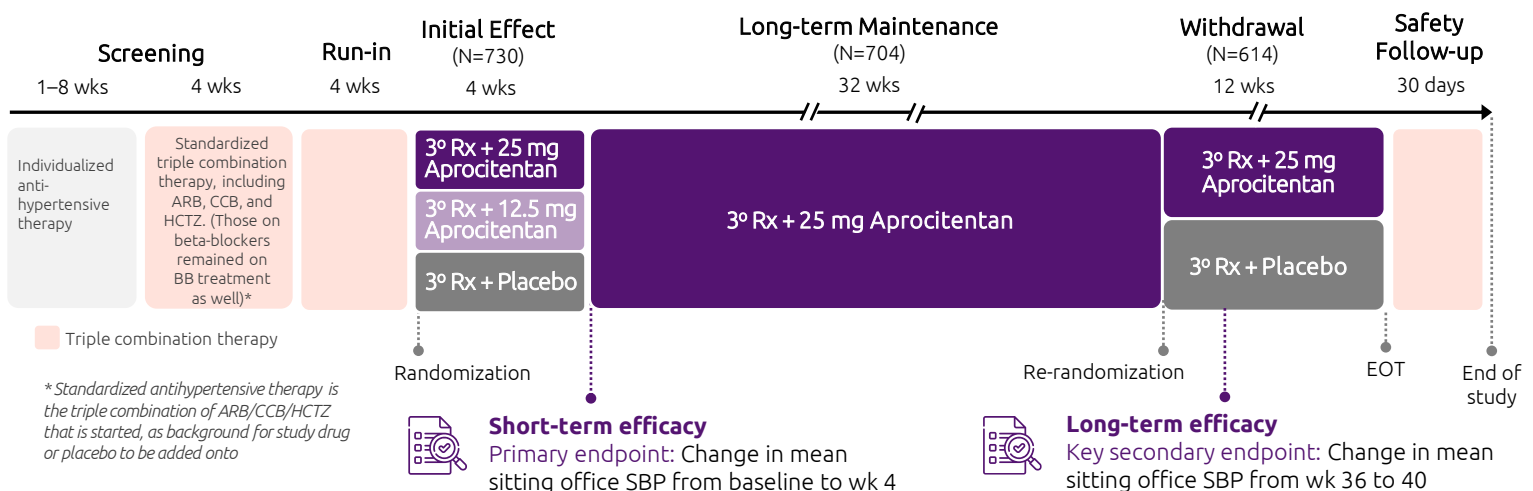 Screening
1–8 wks
4 wks
Run-in
4 wks
Initial Effect
(N=730)
4 wks
Long-term Maintenance
(N=704)
32 wks
Withdrawal
(N=614)
12 wks
Safety
Follow-up
30 days
Individualized
anti-
hypertensive
therapy
Standardized
triple combination
therapy, including
ARB, CCB, and
HCTZ. (Those on
beta-blockers
remained on
BB treatment
as well)*
3º Rx + 25 mg
Aprocitentan
3º Rx + 12.5 mg
Aprocitentan
3º Rx + Placebo
3º Rx + 25 mg Aprocitentan
3º Rx + 25 mg
Aprocitentan
3º Rx + Placebo
Triple combination therapy
Randomization
Re-randomization
EOT
End of
study
* Standardized antihypertensive therapy is
the triple combination of ARB/CCB/HCTZ
that is started, as background for study drug
or placebo to be added onto
Short-term efficacy
Primary endpoint: Change in mean
sitting office SBP from baseline to wk 4
Long-term efficacy
Key secondary endpoint: Change in mean
sitting office SBP from wk 36 to 40